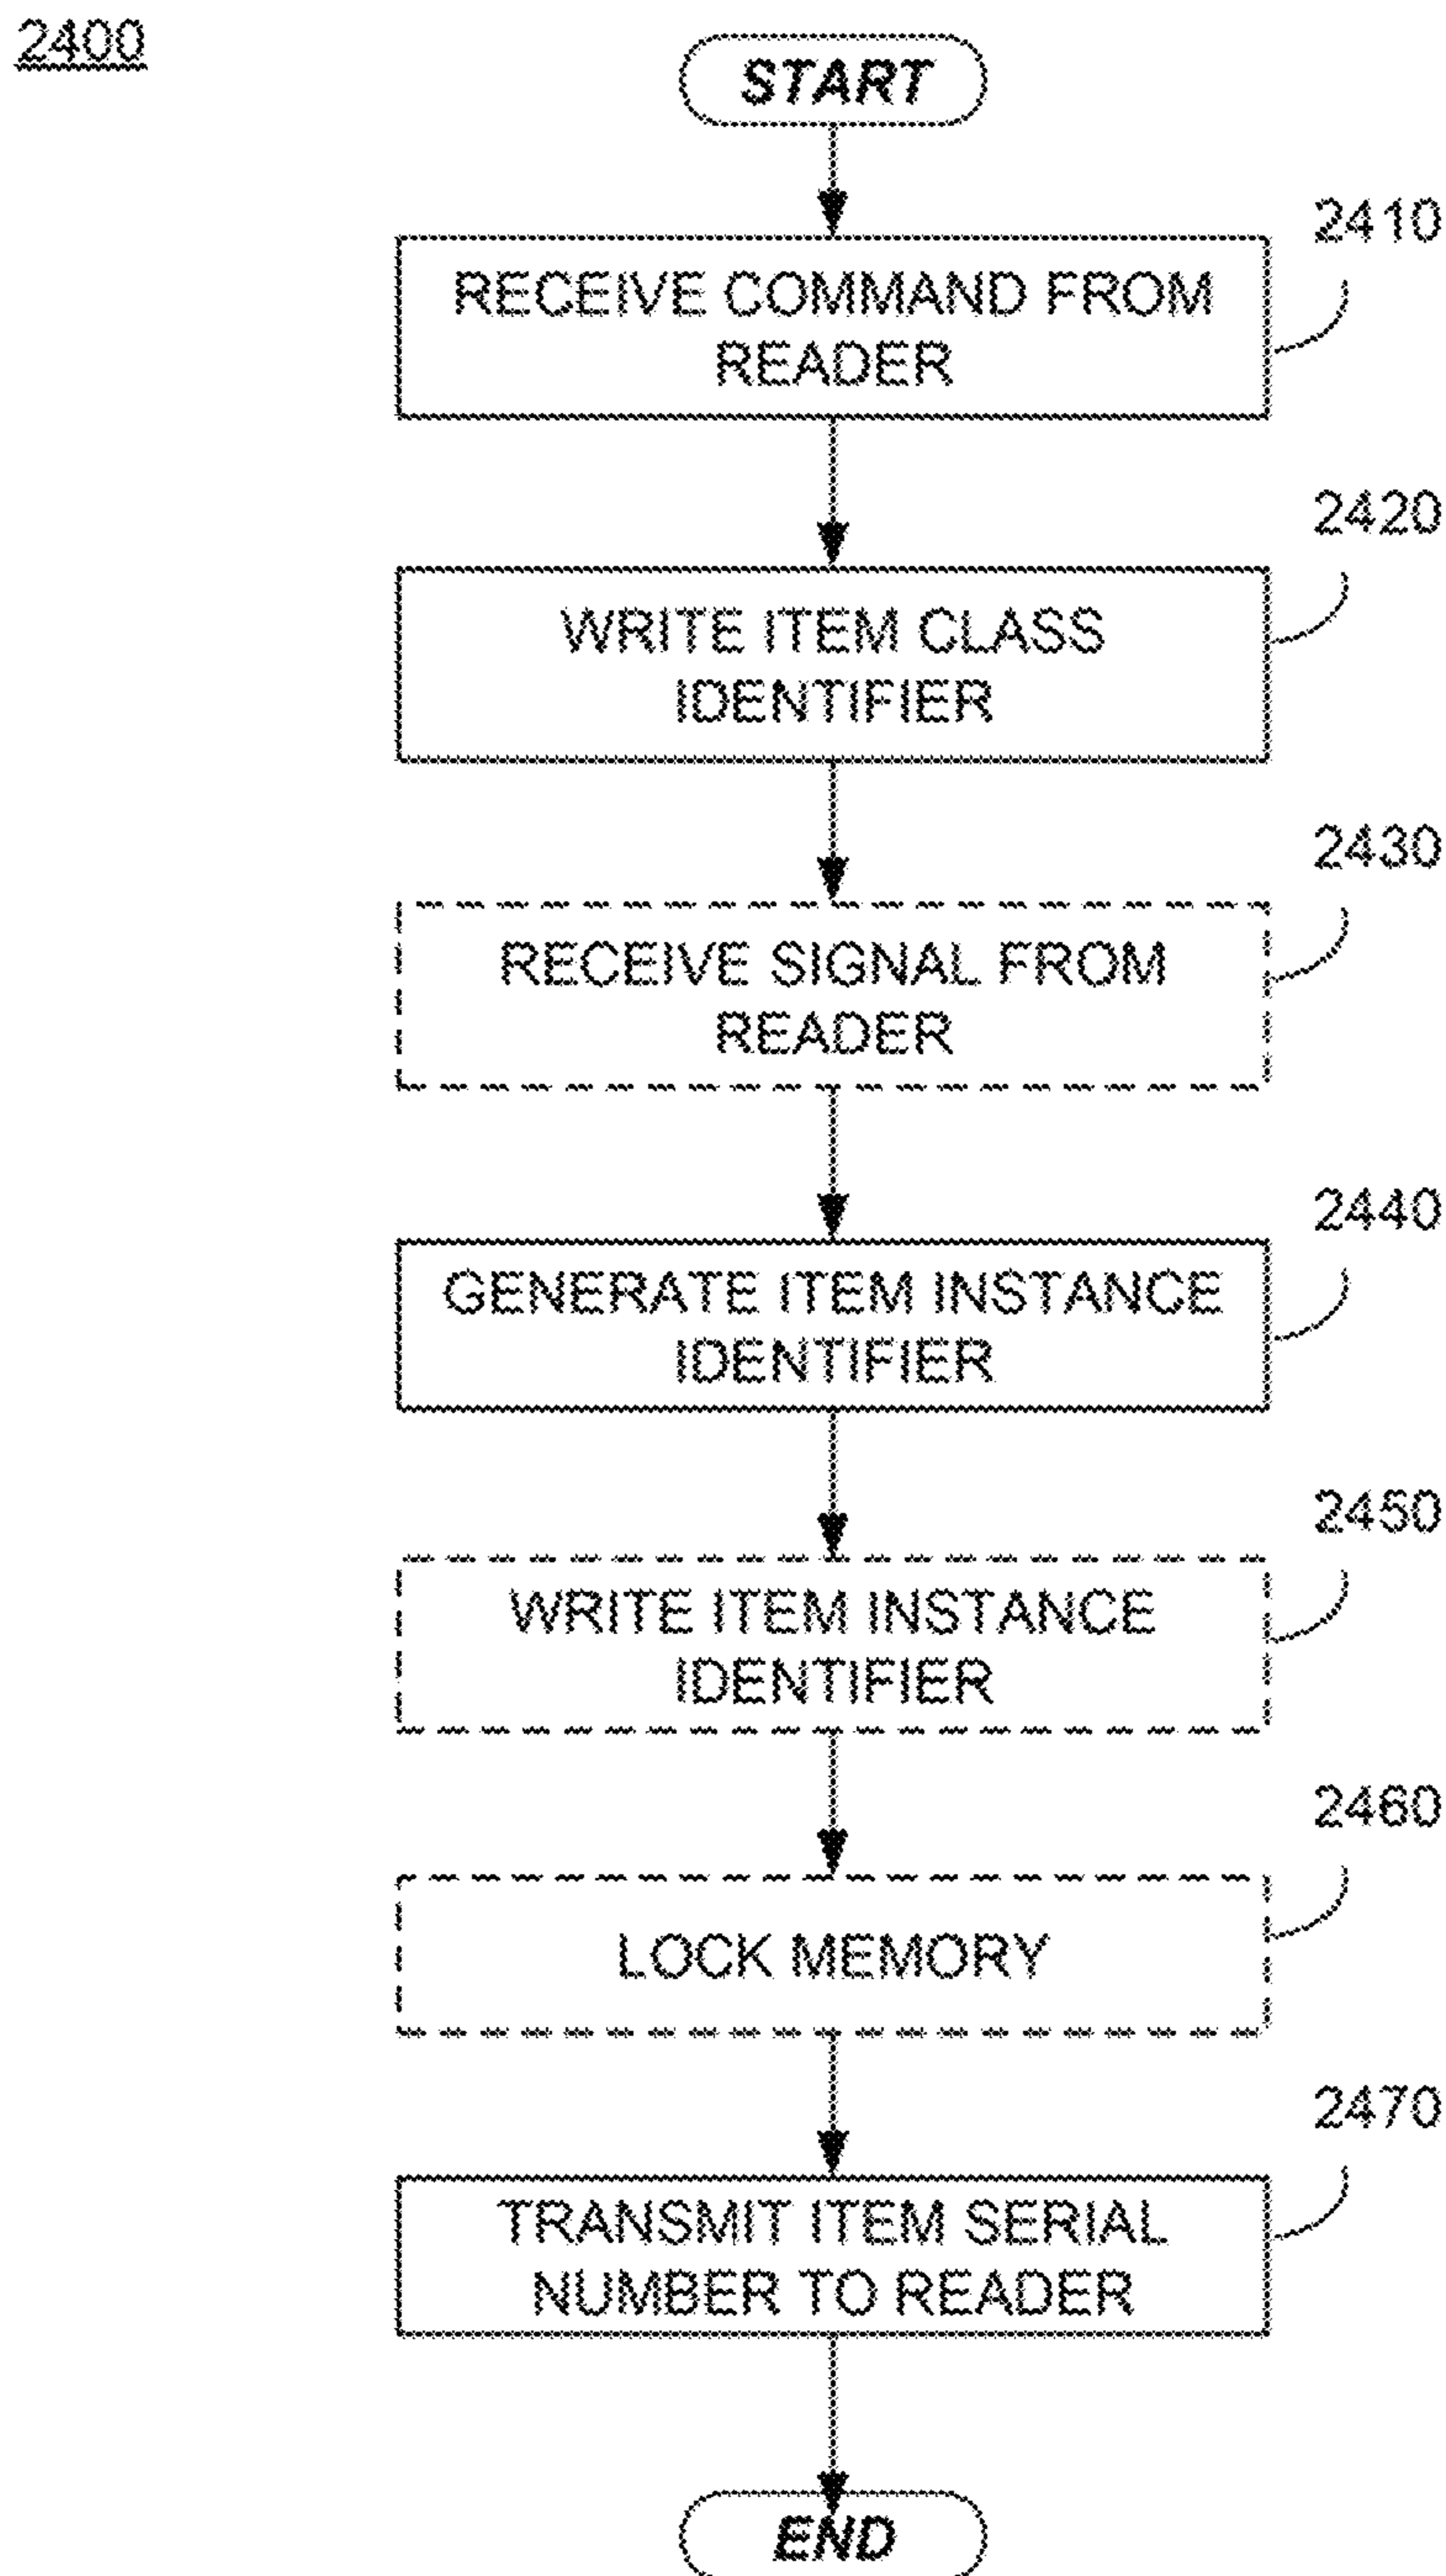 2400
START
2410
RECEIVE COMMAND FROM
READER
2420
WRITE ITEM CLASS
IDENTIFIER
2430
RECEIVE SIGNAL FROM
READER
2440
GENERATE ITEM INSTANCE
IDENTIFIER
2450
WRITE ITEM INSTANCE
IDENTIFIER
2460
LOCK MEMORY
2470
TRANSMIT ITEM SERIAL
NUMBER TO READER
END